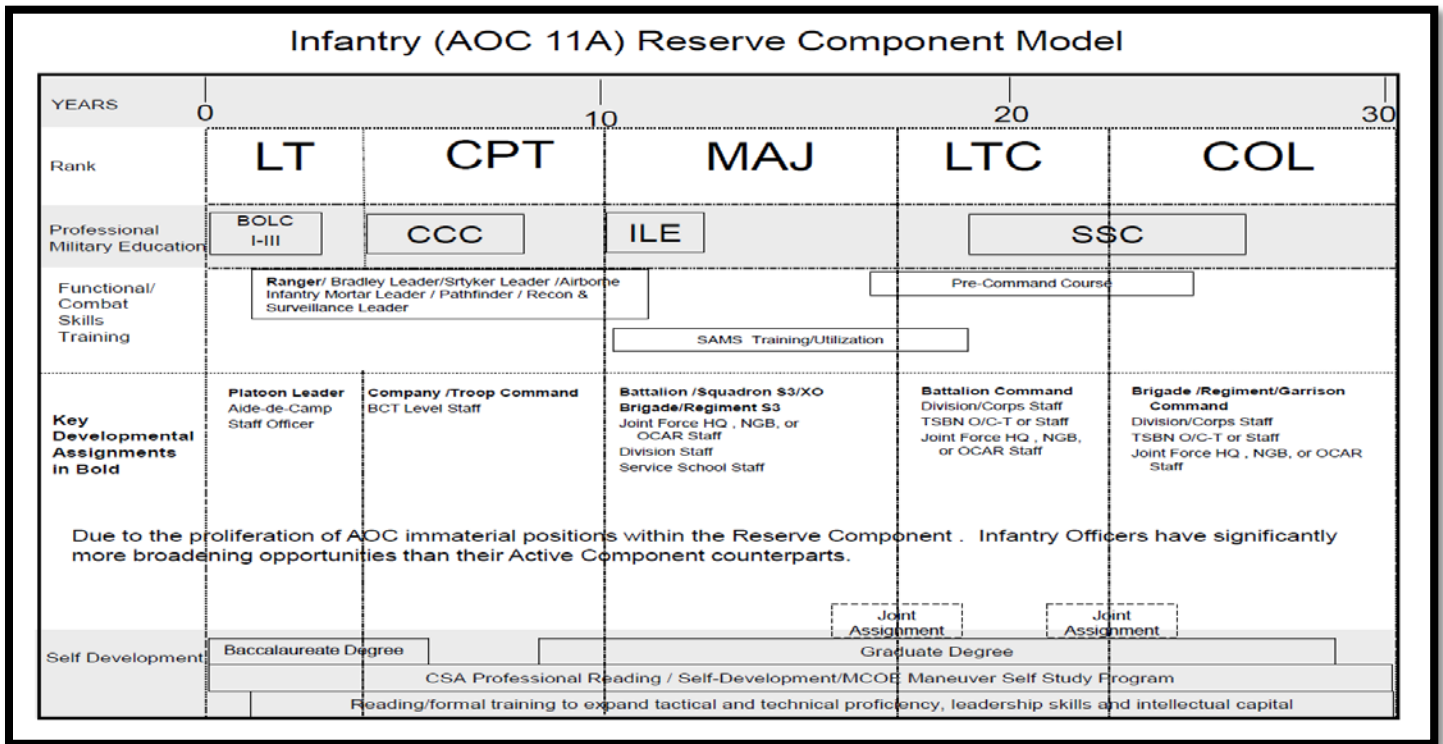 Infantry (AOC 11A) Reserve Component Model
YEARS
0
10
20
30
Rank
LT
CPT
MAJ
LTC
COL
Professional
Military Education
BOLC
I-III
CCC
ILE
SSC
Functional/
Combat
Skills
Training
Ranger/ Bradley Leader/Srtyker Leader /Airborne
Infantry Mortar Leader / Pathfinder / Recon &
Surveillance Leader
Pre-Command Course
SAMS Training/Utilization
Key
Developmental
Assignments
in Bold
Platoon Leader
Aide-de-Camp
Staff Officer
Company /Troop Command
BCT Level Staff
Battalion /Squadron S3/XO
Brigade/Regiment S3
Joint Force HQ , NGB, or
OCAR Staff
Division Staff
Service School Staff
Battalion Command
Division/Corps Staff
TSBN O/C-T or Staff
Joint Force HQ , NGB,
or OCAR Staff
Brigade /Regiment/Garrison
Command
Division/Corps Staff
TSBN O/C-T or Staff
Joint Force HQ , NGB, or OCAR
Staff
Due to the proliferation of AOC immaterial positions within the Reserve Component . Infantry Officers have significantly
more broadening opportunities than their Active Component counterparts.
Joint
Assignment
Joint
Assignment
Self Development
Baccalaureate Degree
Graduate Degree
CSA Professional Reading / Self-Development/MCOE Maneuver Self Study Program
Reading/formal training to expand tactical and technical proficiency, leadership skills and intellectual capital